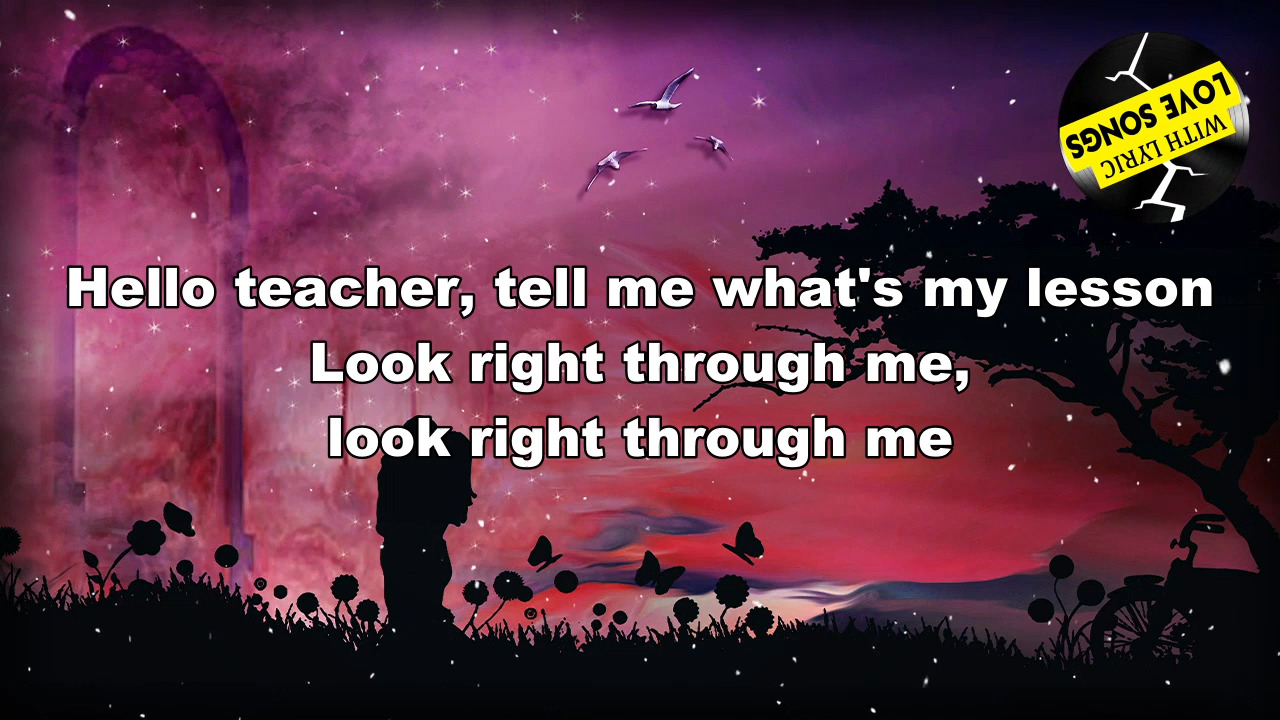 Hello teacher, tell me what's my lesson
Look right through me,
look right through me
LOVE SONGS
WITH LYRIC